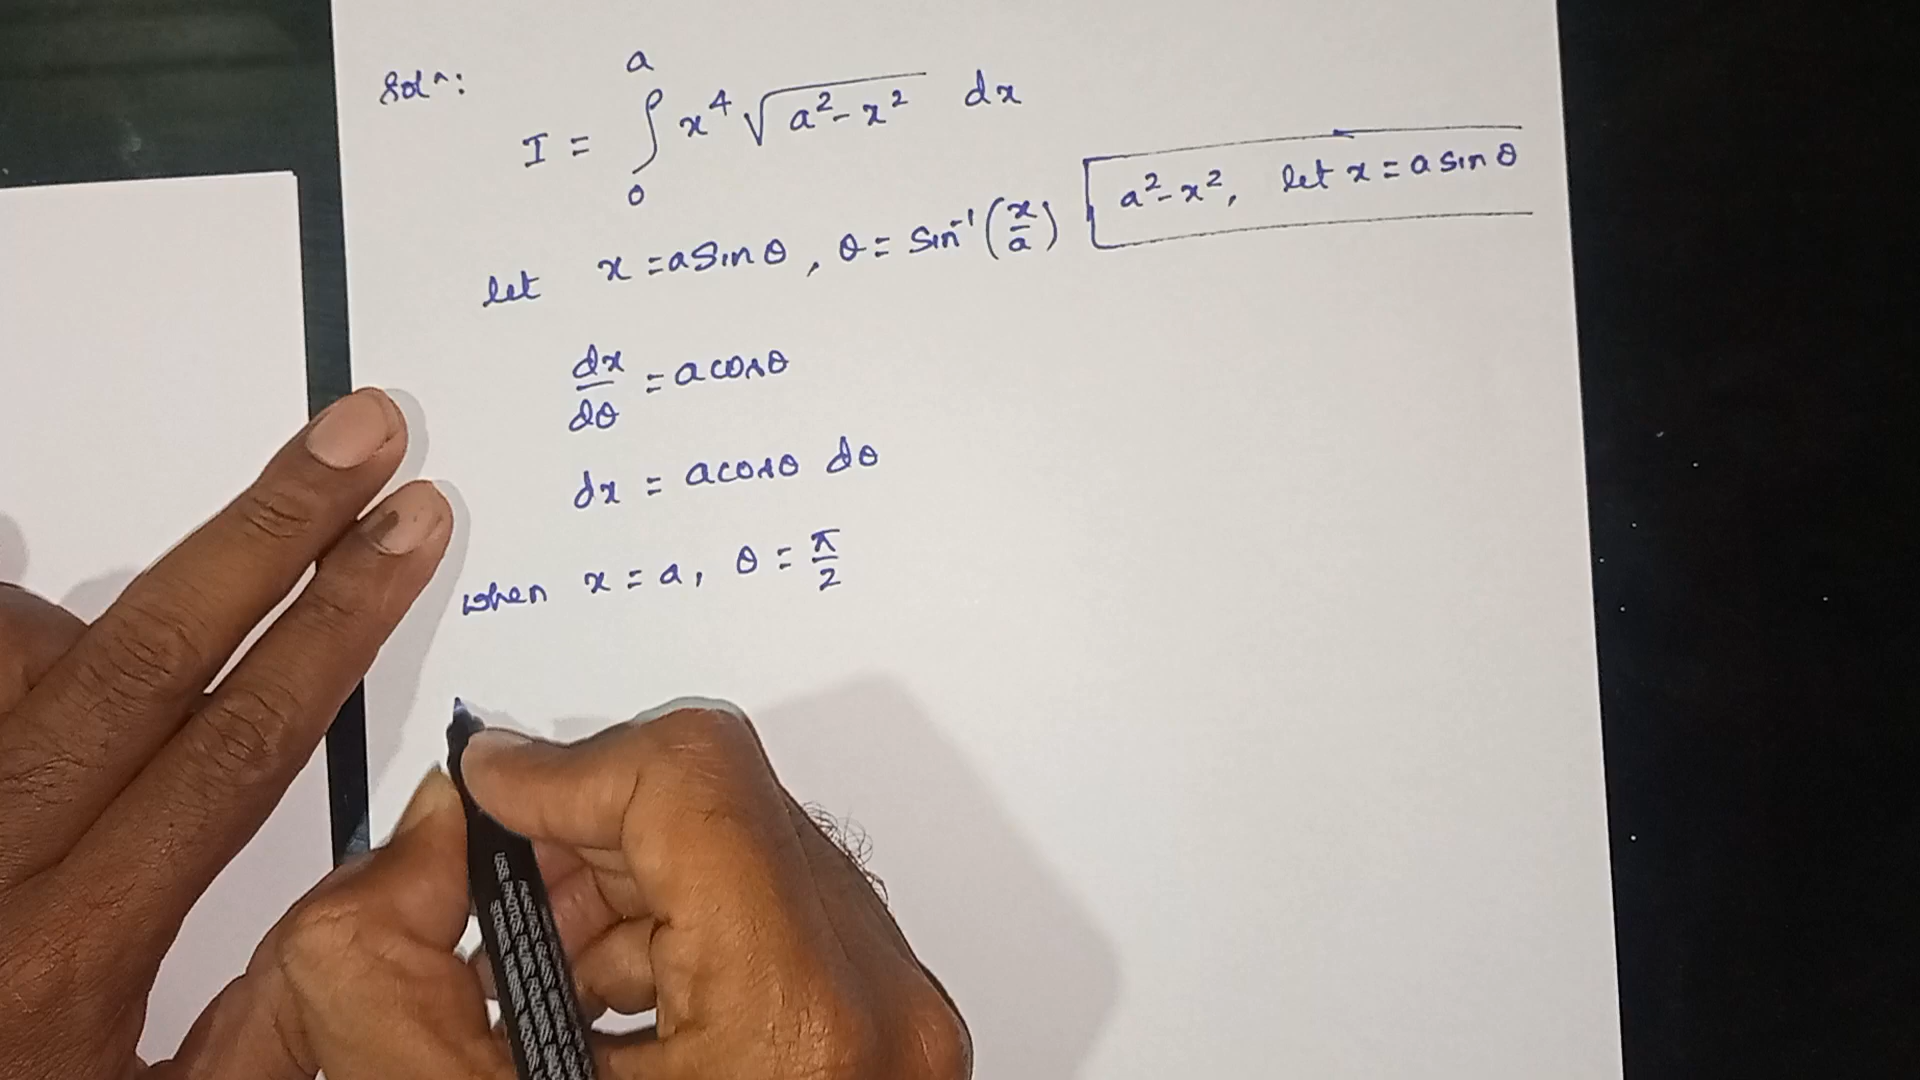 Soln:
I = ∫₀ᵃ x⁴ √(a² - x²) dx
a² - x², let x = a sin θ
let x = a Sin θ, θ = Sin⁻¹(x/a)
dx/dθ = a cos θ
dx = a cos θ dθ
when x = a, θ = π/2